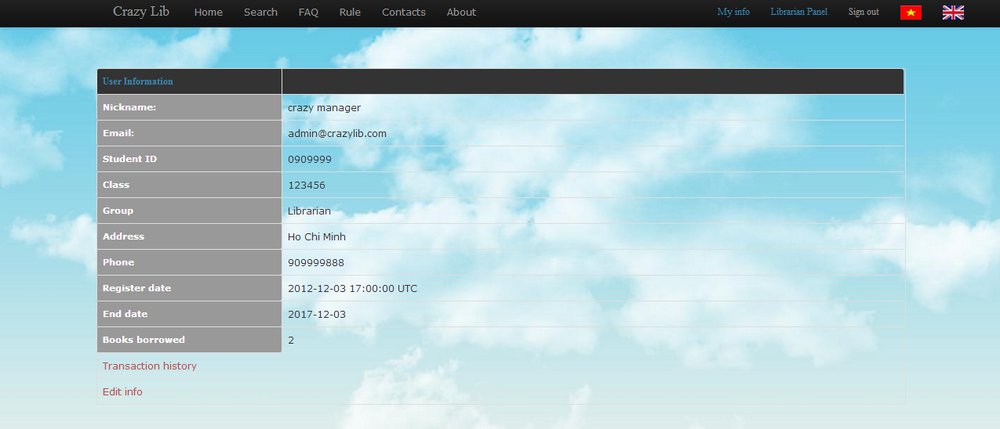 Crazy Lib Home Search FAQ Rule Contacts About My info Librarian Panel Sign out
User Information
Nickname: crazy manager
Email: admin@crazylib.com
Student ID 0909999
Class 123456
Group Librarian
Address Ho Chi Minh
Phone 909999888
Register date 2012-12-03 17:00:00 UTC
End date 2017-12-03
Books borrowed 2
Transaction history
Edit info